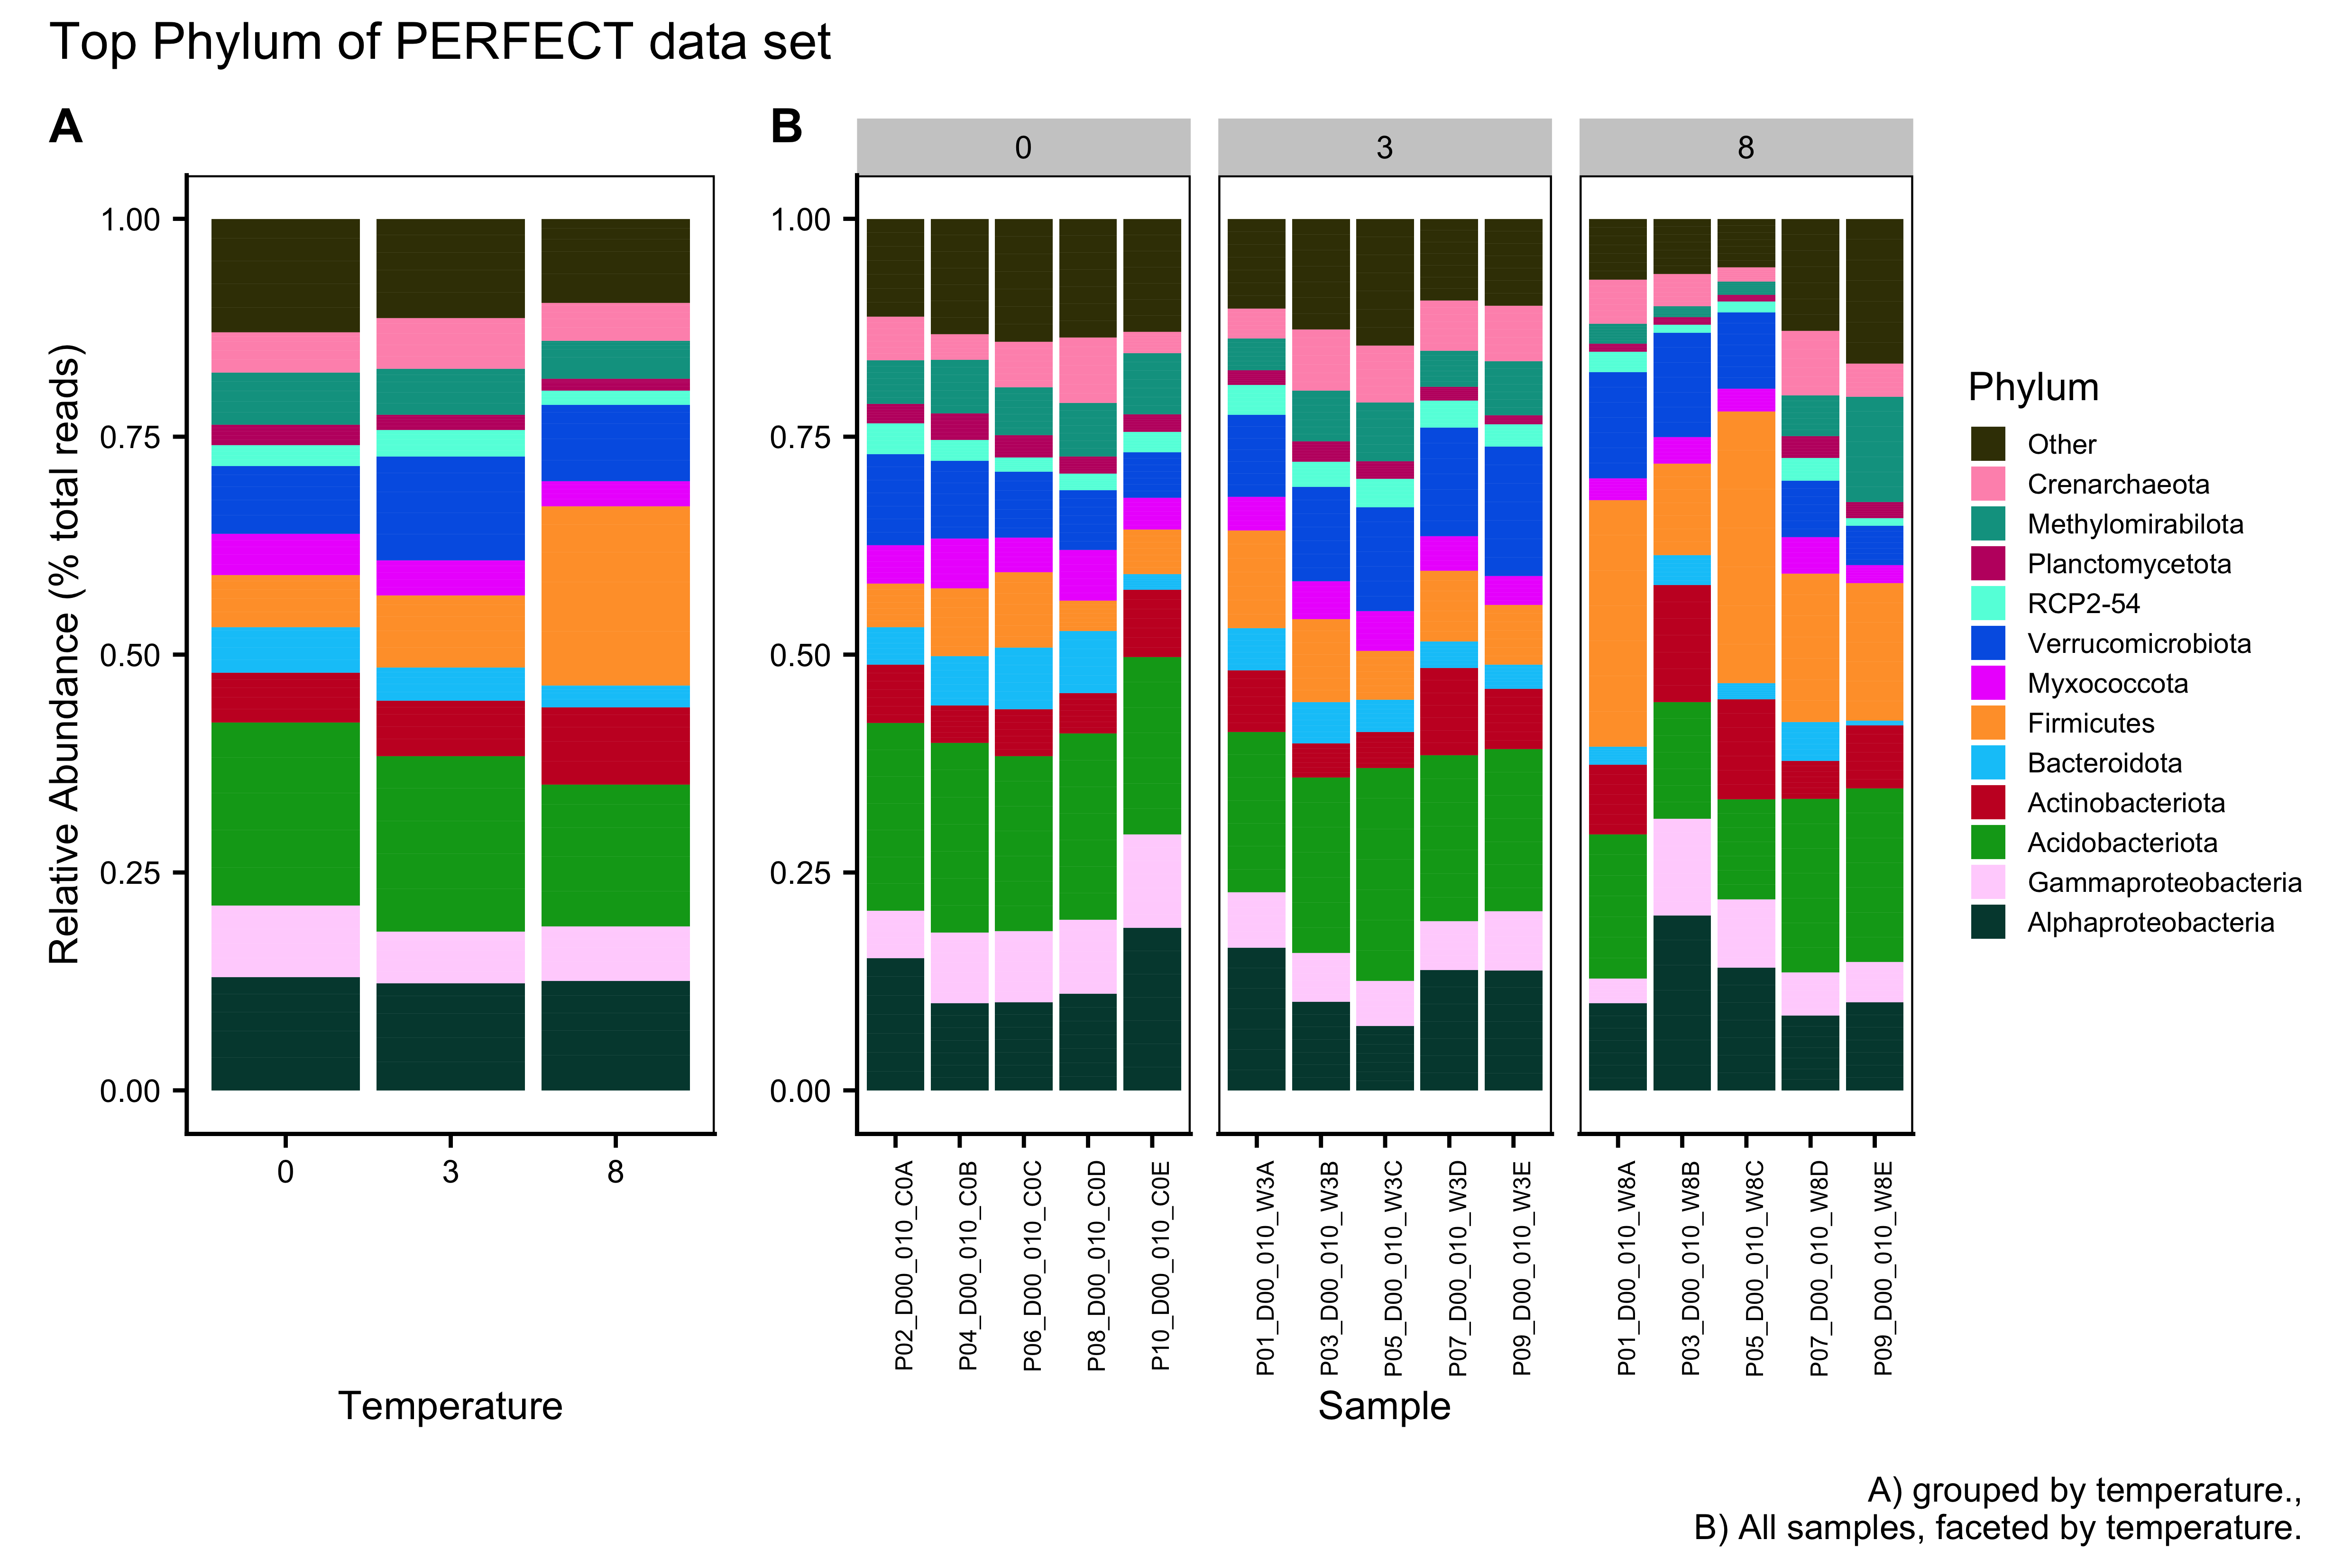 Top Phylum of PERFECT data set
A
Relative Abundance (% total reads)
1.00
0.75
0.50
0.25
0.00
0
3
8
Temperature
B
0
3
8
1.00
0.75
0.50
0.25
0.00
P02_D00_010_C0A
P04_D00_010_C0B
P06_D00_010_C0C
P08_D00_010_C0D
P10_D00_010_C0E
P01_D00_010_W3A
P03_D00_010_W3B
P05_D00_010_W3C
P07_D00_010_W3D
P09_D00_010_W3E
P01_D00_010_W8A
P03_D00_010_W8B
P05_D00_010_W8C
P07_D00_010_W8D
P09_D00_010_W8E
Sample
Phylum
Other
Crenarchaeota
Methylomirabilota
Planctomycetota
RCP2-54
Verrucomicrobiota
Myxococcota
Firmicutes
Bacteroidota
Actinobacteriota
Acidobacteriota
Gammaproteobacteria
Alphaproteobacteria
A) grouped by temperature.,
B) All samples, faceted by temperature.